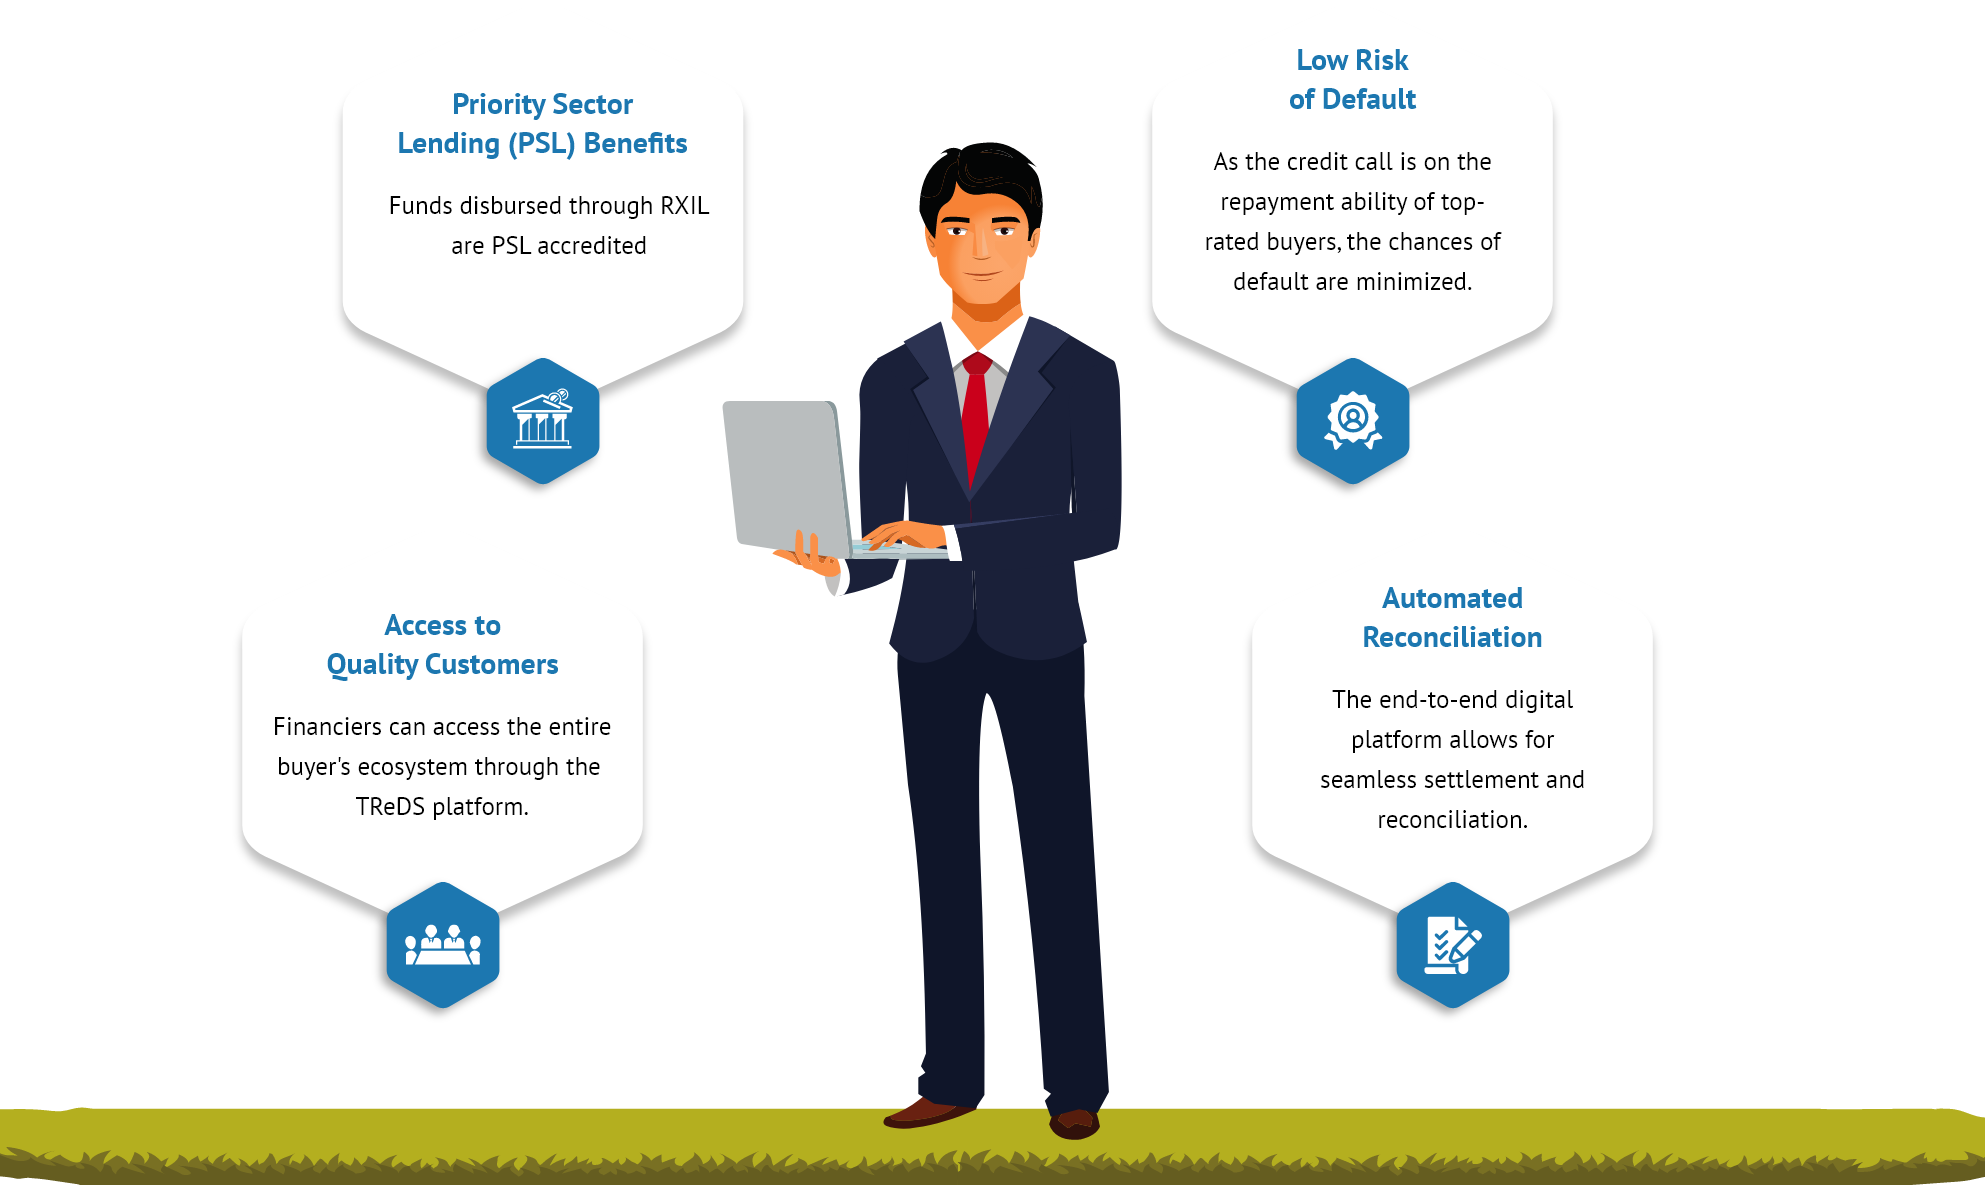 Priority Sector
Lending (PSL) Benefits
Funds disbursed through RXIL
are PSL accredited
Low Risk
of Default
As the credit call is on the
repayment ability of top-
rated buyers, the chances of
default are minimized.
Access to
Quality Customers
Financiers can access the entire
buyer's ecosystem through the
TReDS platform.
Automated
Reconciliation
The end-to-end digital
platform allows for
seamless settlement and
reconciliation.